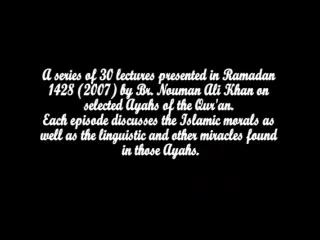 A series of 30 lectures presented in Ramadan
1428 (2007) by Br. Nouman Ali Khan on
selected Ayahs of the Qur'an.
Each episode discusses the Islamic morals as
well as the linguistic and other miracles found
in those Ayahs.